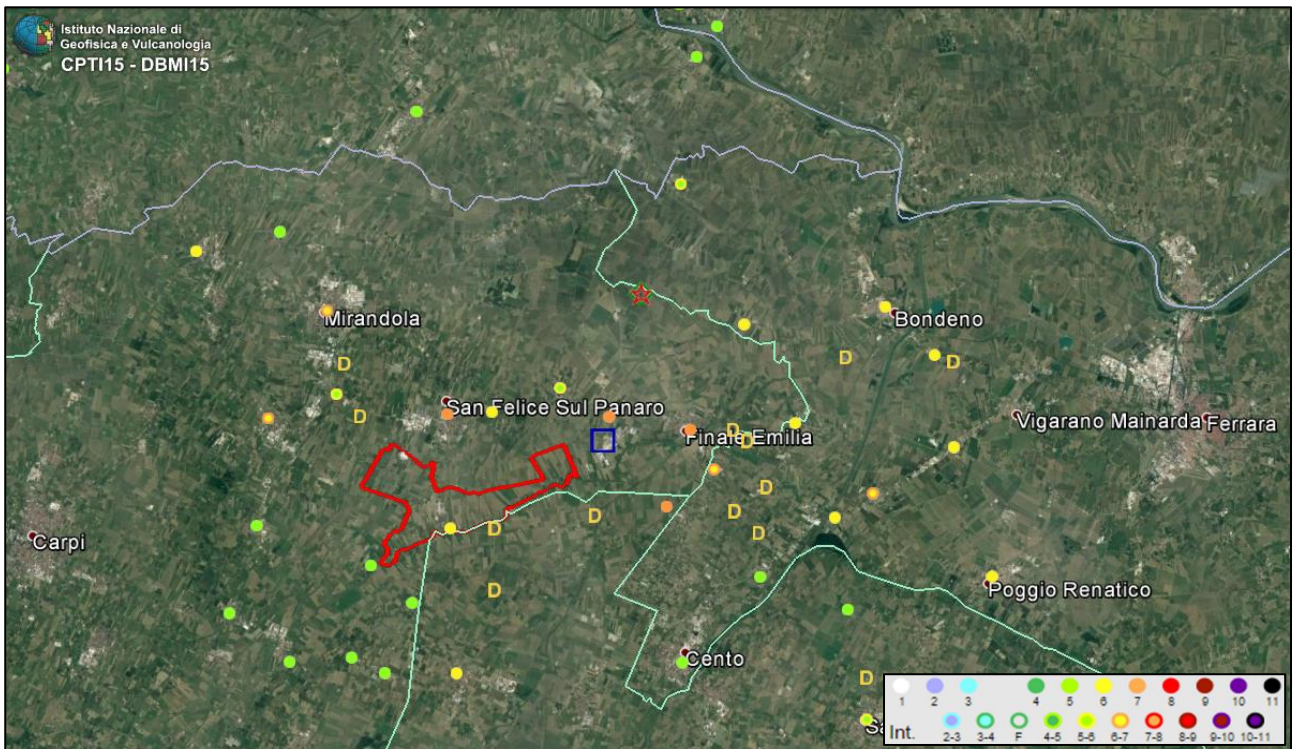 Istituto Nazionale di
Geofisica e Vulcanologia
CPTI15 - DBMI15
Mirandola
Bondeno
D
D
D
San Felice Sul Panaro
D
Vigarano Mainarda
Ferrara
Finale Emilia
D
D
D
D
D
D
D
Carpi
D
Poggio Renatico
Cento
D
Int.
1 2 3 4 5 6 7 8 9 10 11
2-3 3-4 F 4-5 5-6 6-7 7-8 8-9 9-10 10-11